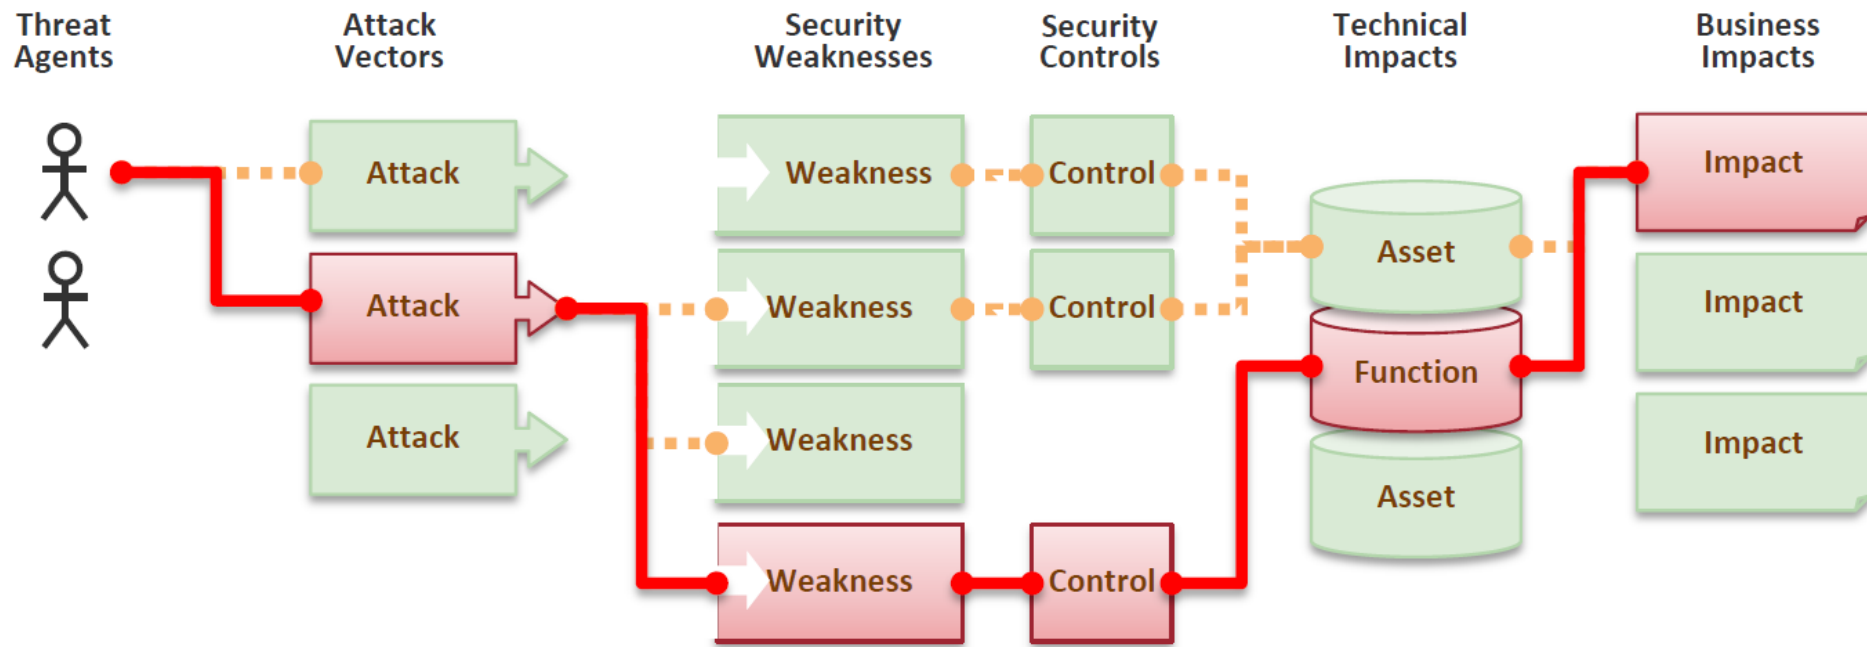 Threat
Agents
Attack
Vectors
Security
Weaknesses
Security
Controls
Technical
Impacts
Business
Impacts
Attack
Weakness
Control
Impact
Asset
Attack
Weakness
Control
Impact
Function
Attack
Weakness
Impact
Asset
Weakness
Control